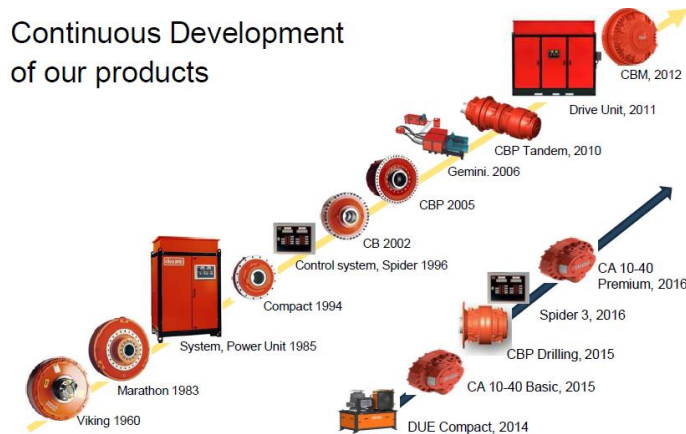 Continuous Development
of our products
CBM, 2012
Drive Unit, 2011
CBP Tandem, 2010
Gemini. 2006
CBP 2005
CB 2002
Control system, Spider 1996
Compact 1994
System, Power Unit 1985
Marathon 1983
Viking 1960
CA 10-40
Premium, 2016
Spider 3, 2016
CBP Drilling, 2015
CA 10-40 Basic, 2015
DUE Compact, 2014